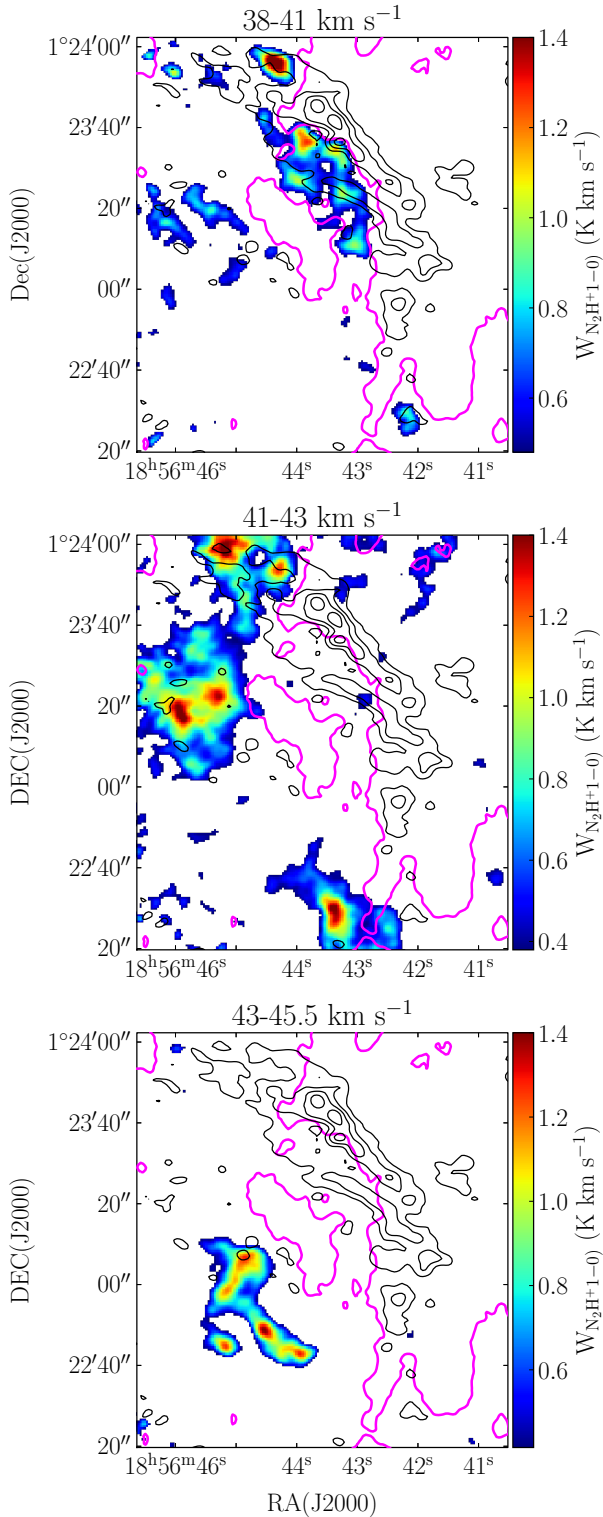 38-41 km s⁻¹
1°24′00″
23′40″
20″
00″
22′40″
20″
Dec(J2000)
18ʰ56ᵐ46ˢ 44ˢ 43ˢ 42ˢ 41ˢ
1.4
1.2
1.0
0.8
0.6
W_N₂H⁺1−0) (K km s⁻¹)
41-43 km s⁻¹
1°24′00″
23′40″
20″
00″
22′40″
20″
DEC(J2000)
18ʰ56ᵐ46ˢ 44ˢ 43ˢ 42ˢ 41ˢ
1.4
1.2
1.0
0.8
0.6
0.4
W_N₂H⁺1−0) (K km s⁻¹)
43-45.5 km s⁻¹
1°24′00″
23′40″
20″
00″
22′40″
20″
DEC(J2000)
18ʰ56ᵐ46ˢ 44ˢ 43ˢ 42ˢ 41ˢ
1.4
1.2
1.0
0.8
0.6
W_N₂H⁺1−0) (K km s⁻¹)
RA(J2000)